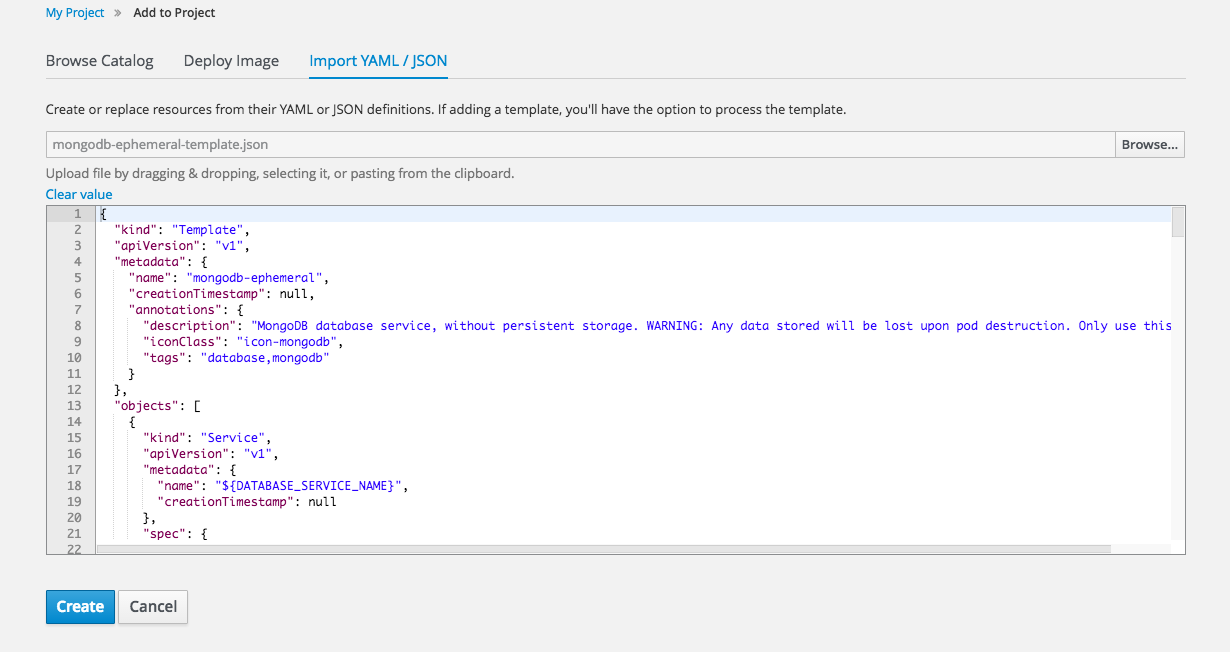 My Project » Add to Project
Browse Catalog Deploy Image Import YAML / JSON
Create or replace resources from their YAML or JSON definitions. If adding a template, you'll have the option to process the template.
mongodb-ephemeral-template.json Browse...
Upload file by dragging & dropping, selecting it, or pasting from the clipboard.
Clear value
1 {
2 "kind": "Template",
3 "apiVersion": "v1",
4 "metadata": {
5 "name": "mongodb-ephemeral",
6 "creationTimestamp": null,
7 "annotations": {
8 "description": "MongoDB database service, without persistent storage. WARNING: Any data stored will be lost upon pod destruction. Only use this
9 "iconClass": "icon-mongodb",
10 "tags": "database,mongodb"
11 }
12 },
13 "objects": [
14 {
15 "kind": "Service",
16 "apiVersion": "v1",
17 "metadata": {
18 "name": "${DATABASE_SERVICE_NAME}",
19 "creationTimestamp": null
20 },
21 "spec": {
22
Create Cancel